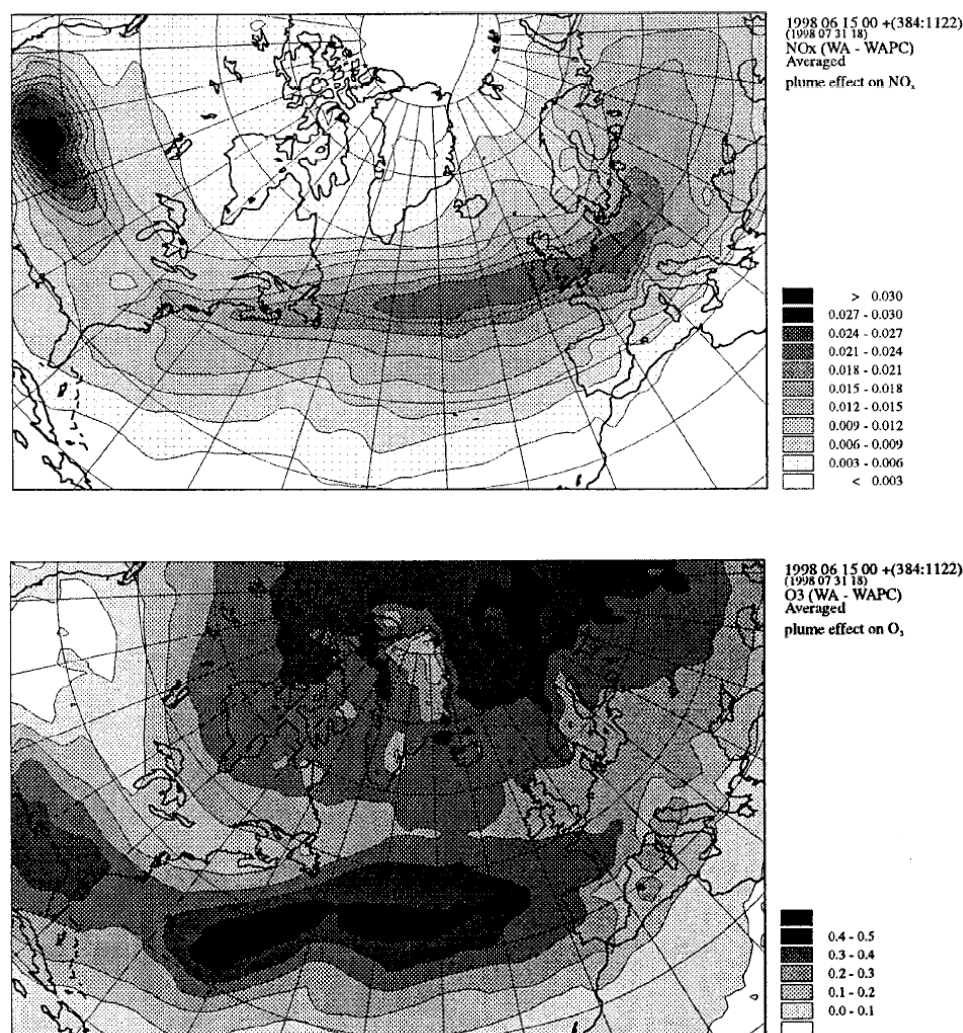 1998 06 15 00 +(384:1122)
(1998 07 31 18)
NOx (WA - WAPC)
Averaged
plume effect on NOₓ
> 0.030
0.027 - 0.030
0.024 - 0.027
0.021 - 0.024
0.018 - 0.021
0.015 - 0.018
0.012 - 0.015
0.009 - 0.012
0.006 - 0.009
0.003 - 0.006
< 0.003
1998 06 15 00 +(384:1122)
(1998 07 31 18)
O3 (WA - WAPC)
Averaged
plume effect on O₃
0.4 - 0.5
0.3 - 0.4
0.2 - 0.3
0.1 - 0.2
0.0 - 0.1